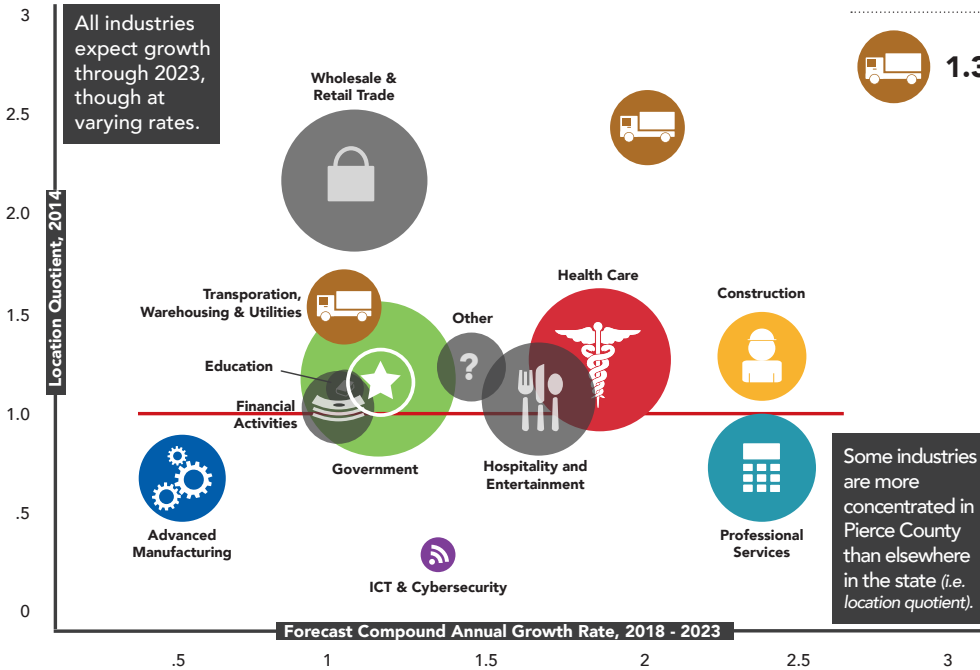 3
All industries
expect growth
through 2023,
though at
varying rates.
1.3
Wholesale &
Retail Trade
2.5
2.0
Location Quotient, 2014
Health Care
Construction
Transporation,
Warehousing & Utilities
1.5
Other
?
Education
Financial
Activities
1.0
Government
Hospitality and
Entertainment
Some industries
are more
concentrated in
Pierce County
than elsewhere
in the state (i.e.
location quotient).
.5
Advanced
Manufacturing
Professional
Services
ICT & Cybersecurity
0
Forecast Compound Annual Growth Rate, 2018 - 2023
.5
1
1.5
2
2.5
3